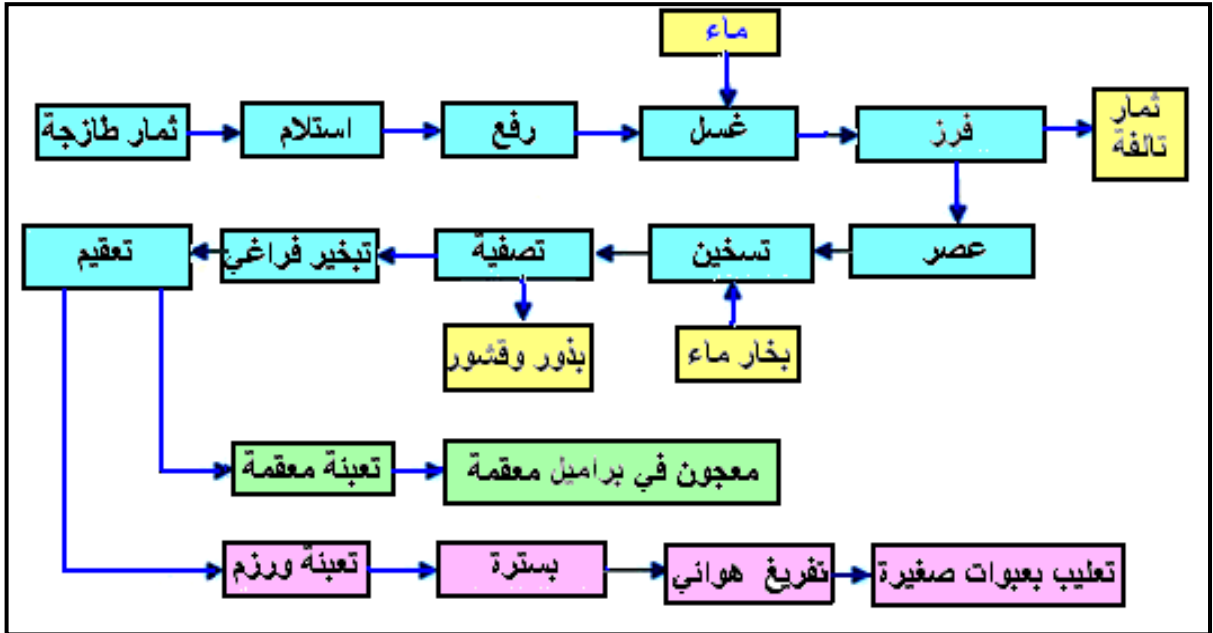 ماء
ثمار طازجة
استلام
رفع
غسل
فرز
ثمار
تالفة
عصر
تسخين
تصفية
تبخير فراغي
تعقيم
بخار ماء
بذور وقشور
تعبئة معقمة
معجون في براميل معقمة
تعبئة ورزم
بسترة
تفريغ هوائي
تعليب بعبوات صغيرة